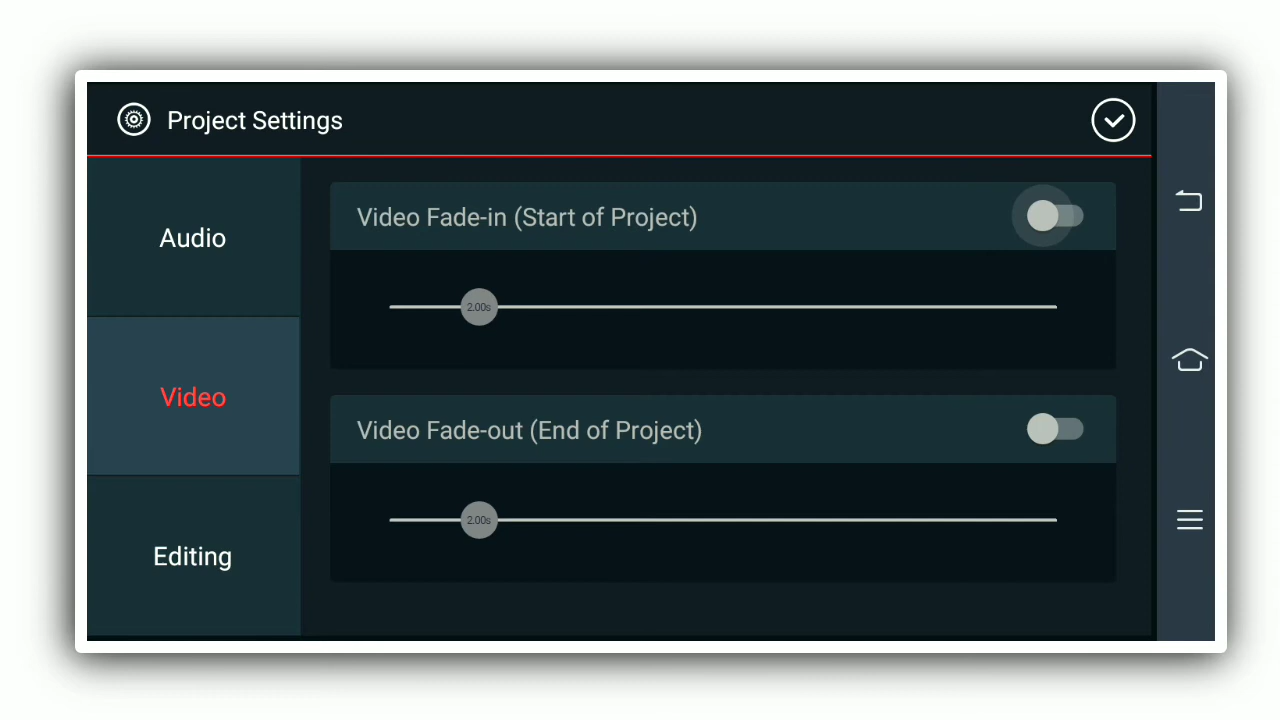 Project Settings
Audio
Video
Editing
Video Fade-in (Start of Project)
2.00s
Video Fade-out (End of Project)
2.00s